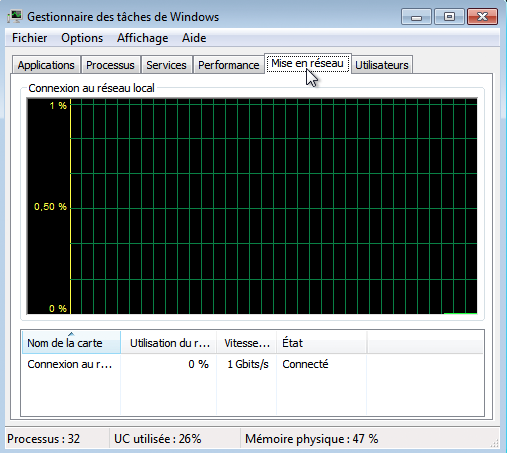 Gestionnaire des tâches de Windows
Fichier Options Affichage Aide
Applications Processus Services Performance Mise en réseau Utilisateurs
Connexion au réseau local
1 %
0,50 %
0 %
Nom de la carte Utilisation du r... Vitesse... État
Connexion au r... 0 % 1 Gbits/s Connecté
Processus : 32 UC utilisée : 26% Mémoire physique : 47 %